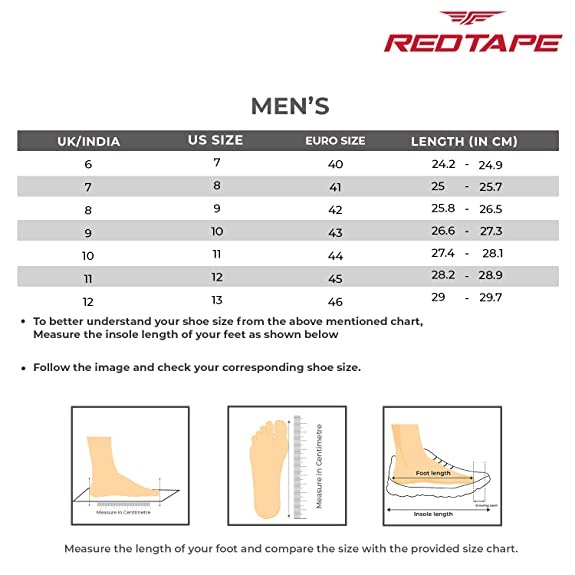 REDTAPE
MEN'S
UK/INDIA US SIZE EURO SIZE LENGTH (IN CM)
6 7 40 24.2 - 24.9
7 8 41 25 - 25.7
8 9 42 25.8 - 26.5
9 10 43 26.6 - 27.3
10 11 44 27.4 - 28.1
11 12 45 28.2 - 28.9
12 13 46 29 - 29.7
• To better understand your shoe size from the above mentioned chart,
Measure the insole length of your feet as shown below
• Follow the image and check your corresponding shoe size.
Measure in Centimetre
Measure in Centimetre
Foot length
Insole length
Measure the length of your foot and compare the size with the provided size chart.